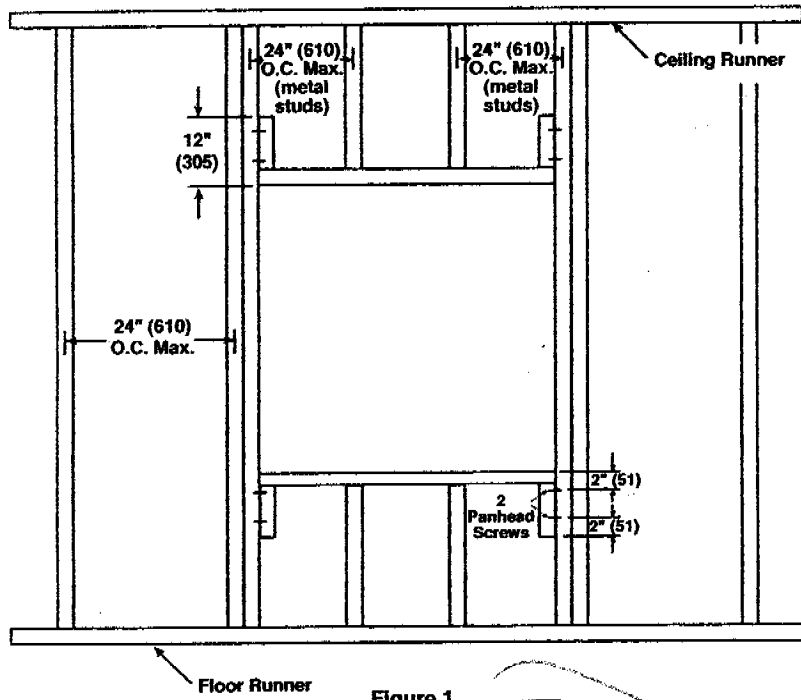 24" (610)
O.C. Max.
(metal
studs)
24" (610)
O.C. Max.
(metal
studs)
Ceiling Runner
12"
(305)
24" (610)
O.C. Max.
2" (51)
2
Panhead
Screws
2" (51)
Floor Runner
Figure 1